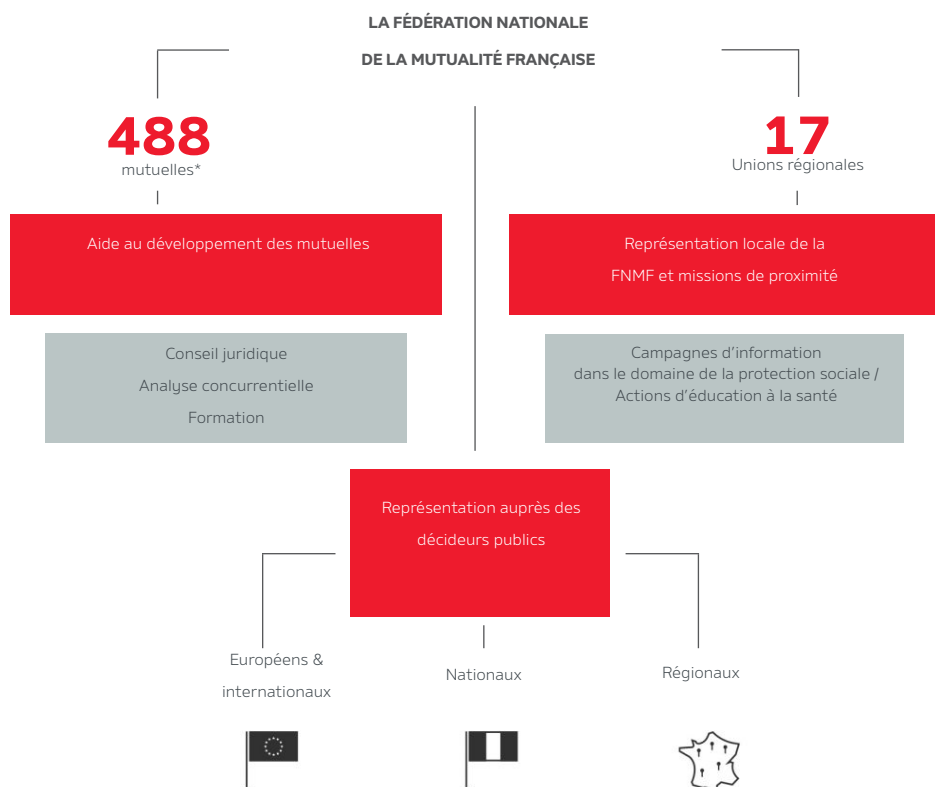 LA FÉDÉRATION NATIONALE
DE LA MUTUALITÉ FRANÇAISE
488
mutuelles*
Aide au développement des mutuelles
Conseil juridique
Analyse concurrentielle
Formation
17
Unions régionales
Représentation locale de la
FNMF et missions de proximité
Campagnes d'information
dans le domaine de la protection sociale /
Actions d'éducation à la santé
Représentation auprès des
décideurs publics
Européens &
internationaux
Nationaux
Régionaux